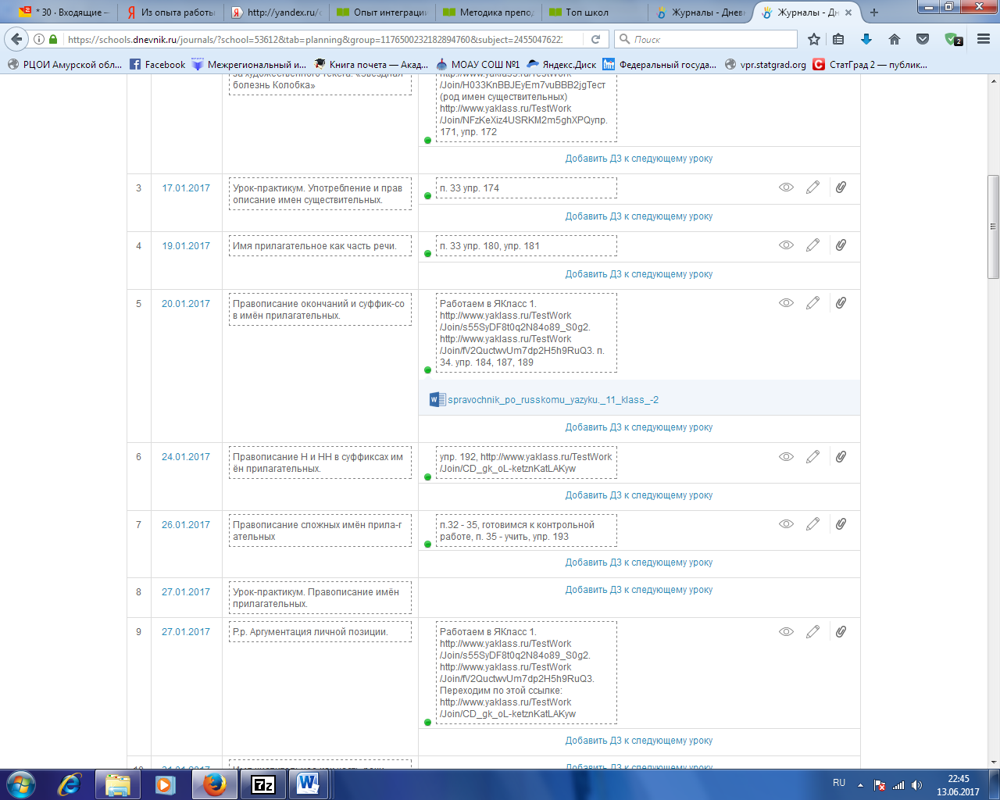 * 30 · Входящие —
Из опыта работы
http://yandex.ru/c
Опыт интеграции
Методика препод
Топ школ
Журналы - Дневн
Журналы - Дн
https://schools.dnevnik.ru/journals/?school=53612&tab=planning&group=1176500232182894760&subject=2455047622
Поиск
2
РЦОИ Амурской обл...
Facebook
Межрегиональный и...
Книга почета — Акад...
МОАУ СОШ №1
Яндекс.Диск
Федеральный госуда...
vpr.statgrad.org
СтатГрад 2 — публик...
болезнь Колобка»
http://www.yaklass.ru/TestWork
/Join/H033KnBBJEyEm7vuBBB2jgТест
(род имен существительных)
http://www.yaklass.ru/TestWork
/Join/NFzKeXiz4USRKM2m5ghXPQупр.
171, упр. 172
Добавить ДЗ к следующему уроку
3
17.01.2017
Урок-практикум. Употребление и прав
описание имен существительных.
п. 33 упр. 174
Добавить ДЗ к следующему уроку
4
19.01.2017
Имя прилагательное как часть речи.
п. 33 упр. 180, упр. 181
Добавить ДЗ к следующему уроку
5
20.01.2017
Правописание окончаний и суффик-со
в имён прилагательных.
Работаем в ЯКласс 1.
http://www.yaklass.ru/TestWork
/Join/s55SyDF8t0q2N84o89_S0g2.
http://www.yaklass.ru/TestWork
/Join/fV2QuctwvUm7dp2H5h9RuQ3. п.
34. упр. 184, 187, 189
spravochnik_po_russkomu_yazyku._11_klass_-2
Добавить ДЗ к следующему уроку
6
24.01.2017
Правописание Н и НН в суффиксах им
ён прилагательных.
упр. 192, http://www.yaklass.ru/TestWork
/Join/CD_gk_oL-ketznKatLAKyw
Добавить ДЗ к следующему уроку
7
26.01.2017
Правописание сложных имён прила-г
ательных
п.32 - 35, готовимся к контрольной
работе, п. 35 - учить, упр. 193
Добавить ДЗ к следующему уроку
8
27.01.2017
Урок-практикум. Правописание имён
прилагательных.
Добавить ДЗ к следующему уроку
9
27.01.2017
Р.р. Аргументация личной позиции.
Работаем в ЯКласс 1.
http://www.yaklass.ru/TestWork
/Join/s55SyDF8t0q2N84o89_S0g2.
http://www.yaklass.ru/TestWork
/Join/fV2QuctwvUm7dp2H5h9RuQ3.
Переходим по этой ссылке:
http://www.yaklass.ru/TestWork
/Join/CD_gk_oL-ketznKatLAKyw
Добавить ДЗ к следующему уроку
Добавить ДЗ к следующему уроку
7z
RU
22:45
13.06.2017